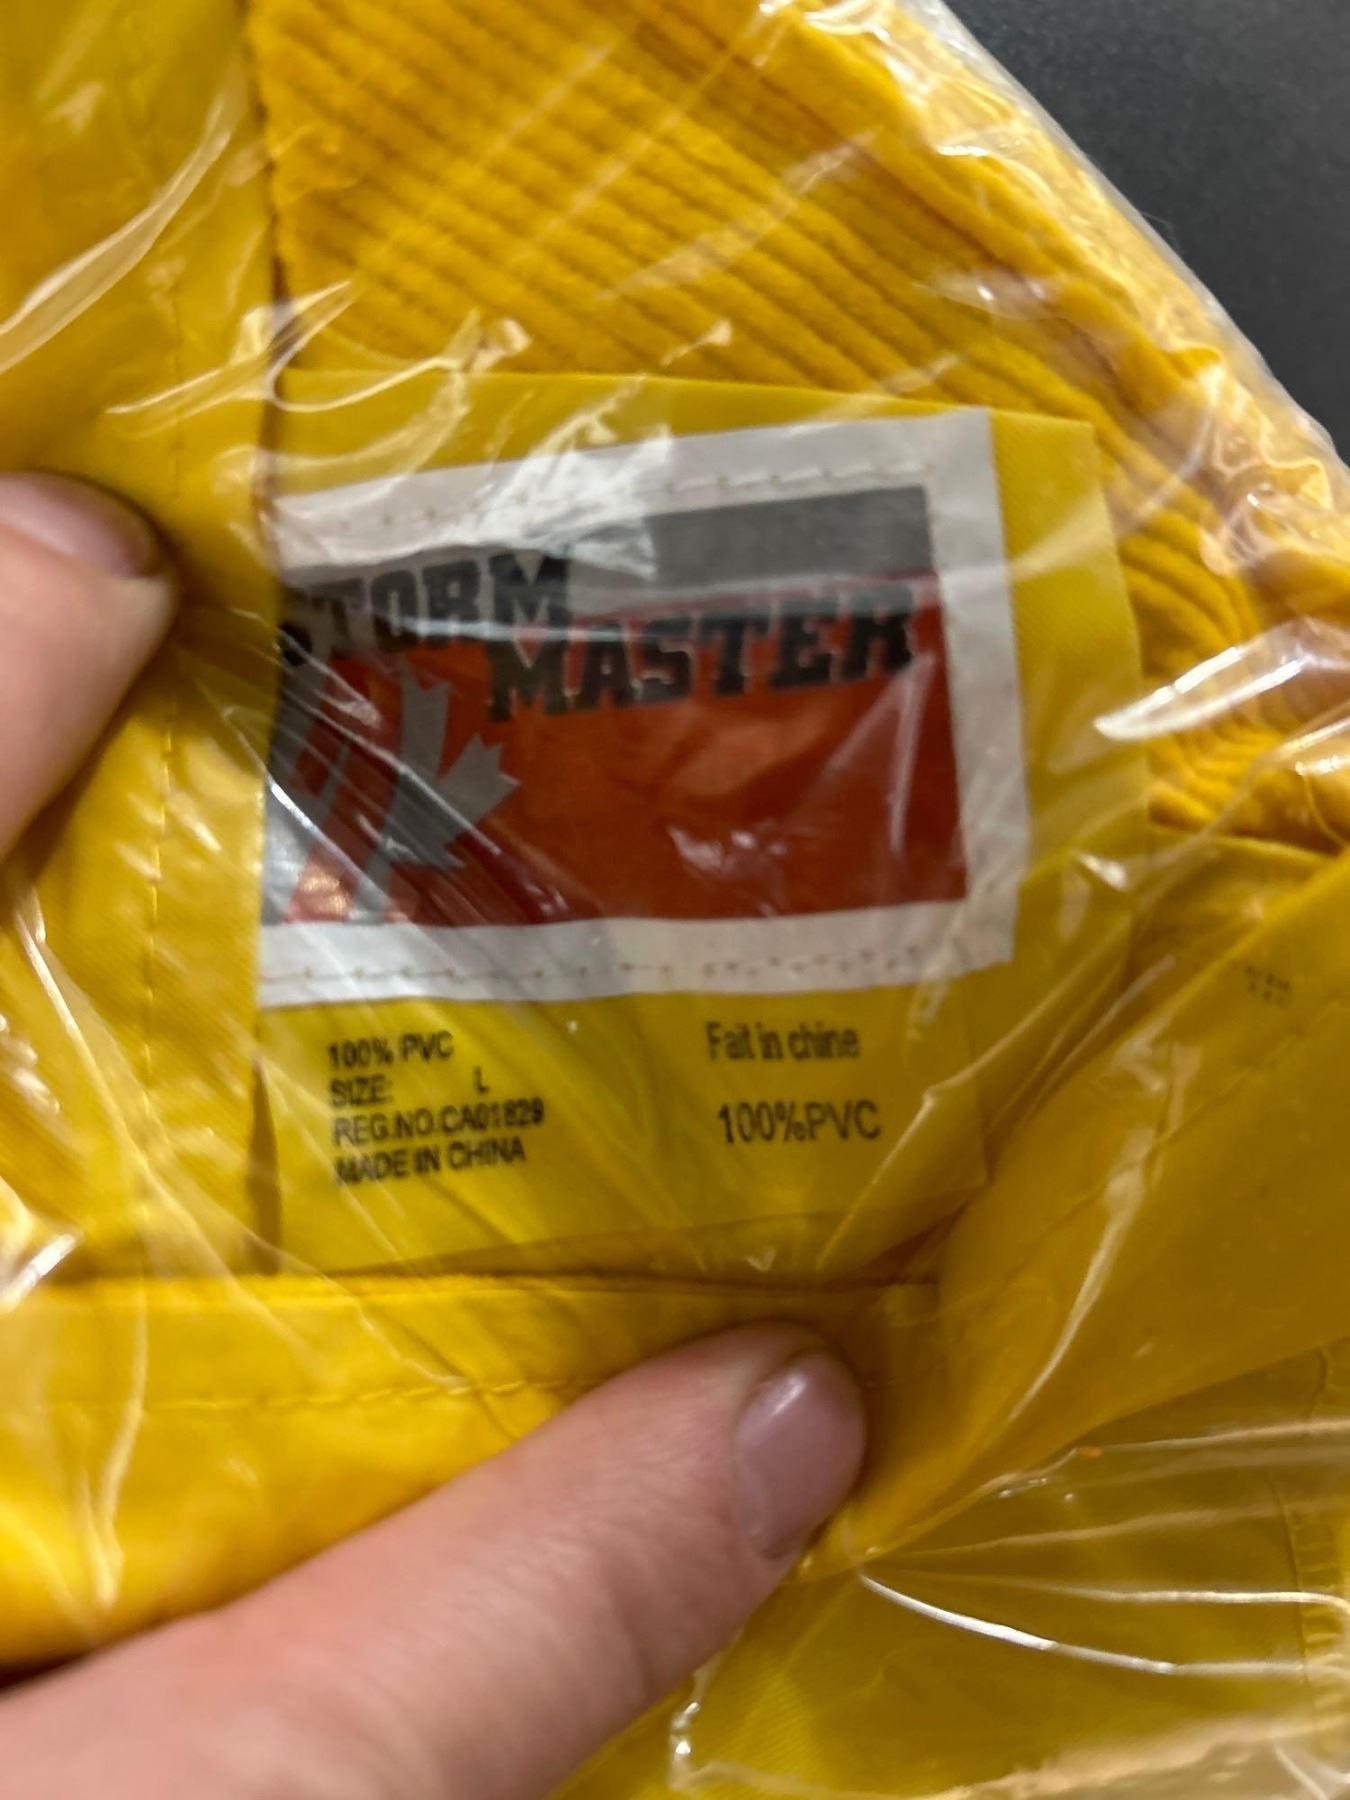 STORM
MASTER
100% PVC
SIZE: L
REG.NO.CA01829
MADE IN CHINA
Fait in chine
100%PVC